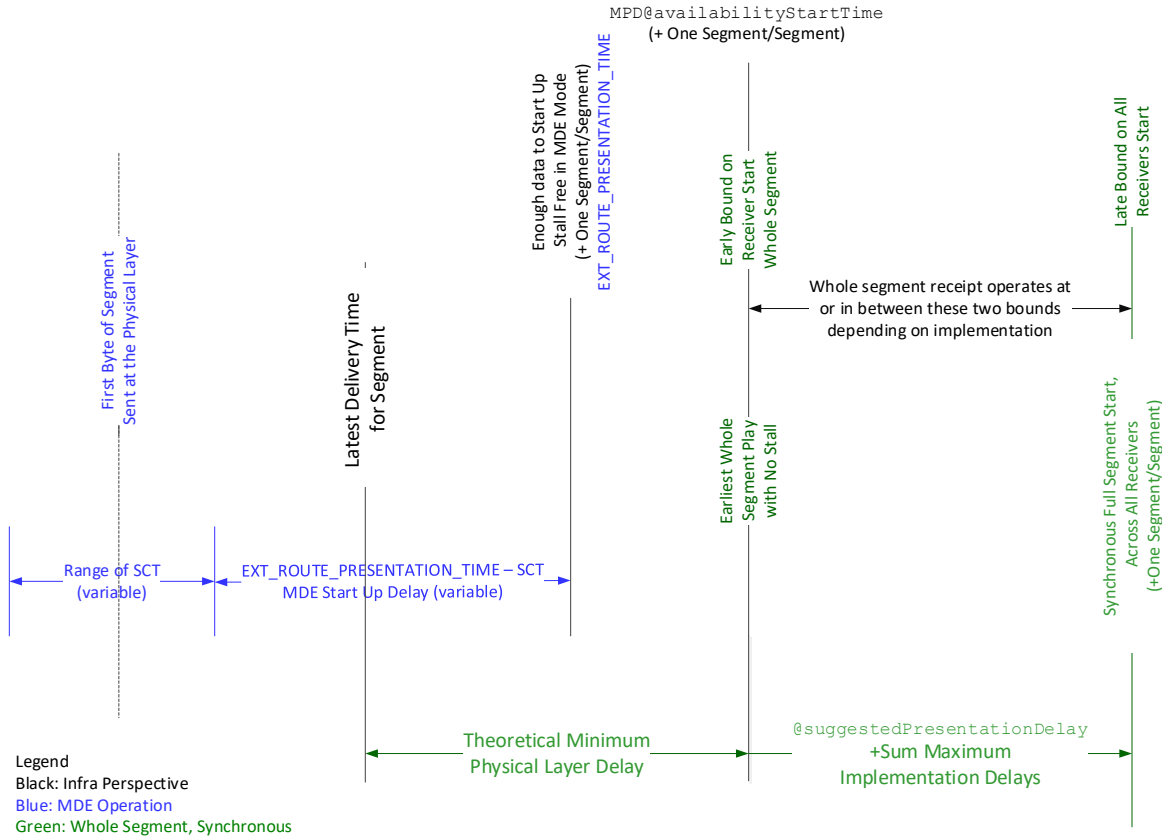 MPD@availabilityStartTime
(+ One Segment/Segment)
Enough data to Start Up
Stall Free in MDE Mode
(+ One Segment/Segment)
EXT_ROUTE_PRESENTATION_TIME
Early Bound on
Receiver Start
Whole Segment
Late Bound on All
Receivers Start
First Byte of Segment
Sent at the Physical Layer
Latest Delivery Time
for Segment
Whole segment receipt operates at
or in between these two bounds
depending on implementation
Earliest Whole
Segment Play
with No Stall
Synchronous Full Segment Start,
Across All Receivers
(+One Segment/Segment)
Range of SCT
(variable)
EXT_ROUTE_PRESENTATION_TIME – SCT
MDE Start Up Delay (variable)
Theoretical Minimum
Physical Layer Delay
@suggestedPresentationDelay
+Sum Maximum
Implementation Delays
Legend
Black: Infra Perspective
Blue: MDE Operation
Green: Whole Segment, Synchronous